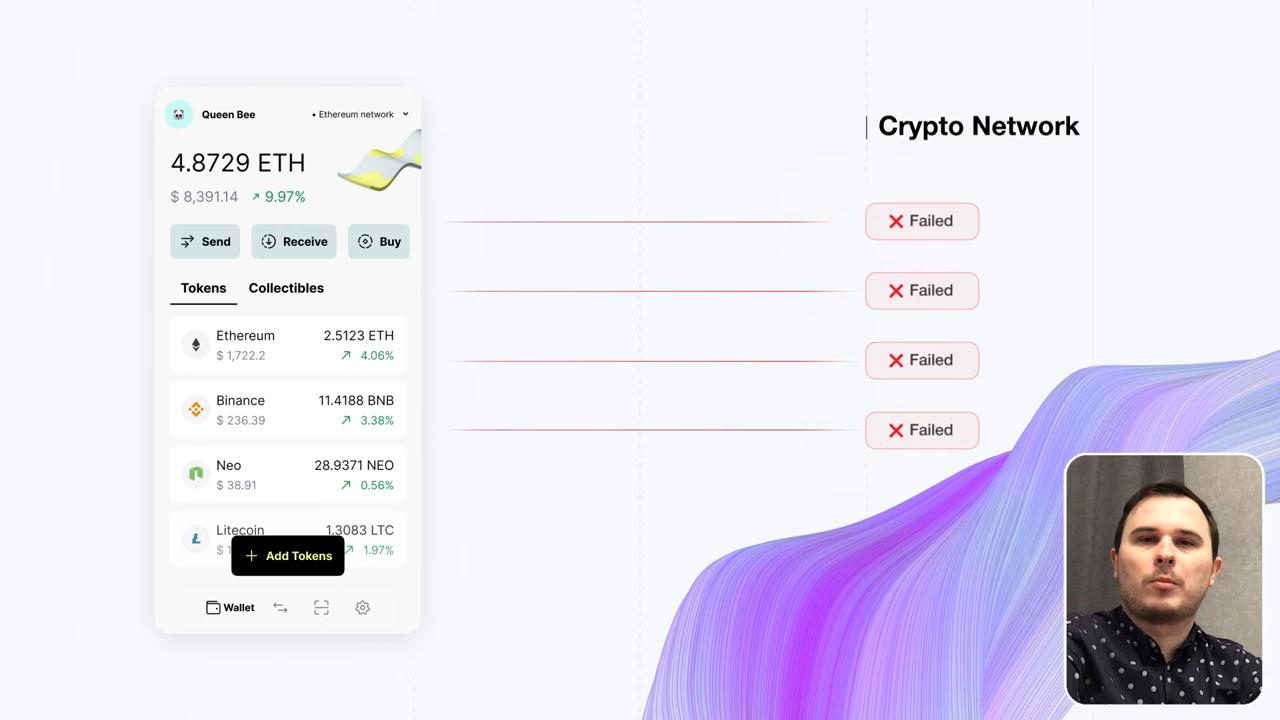 Queen Bee
• Ethereum network
4.8729 ETH
$ 8,391.14 9.97%
Send Receive Buy
Tokens Collectibles
Ethereum 2.5123 ETH
$ 1,722.2 4.06%
Binance 11.4188 BNB
$ 236.39 3.38%
Neo 28.9371 NEO
$ 38.91 0.56%
Litecoin 1.3083 LTC
$ 1 1.97%
+ Add Tokens
Wallet
Crypto Network
❌ Failed
❌ Failed
❌ Failed
❌ Failed